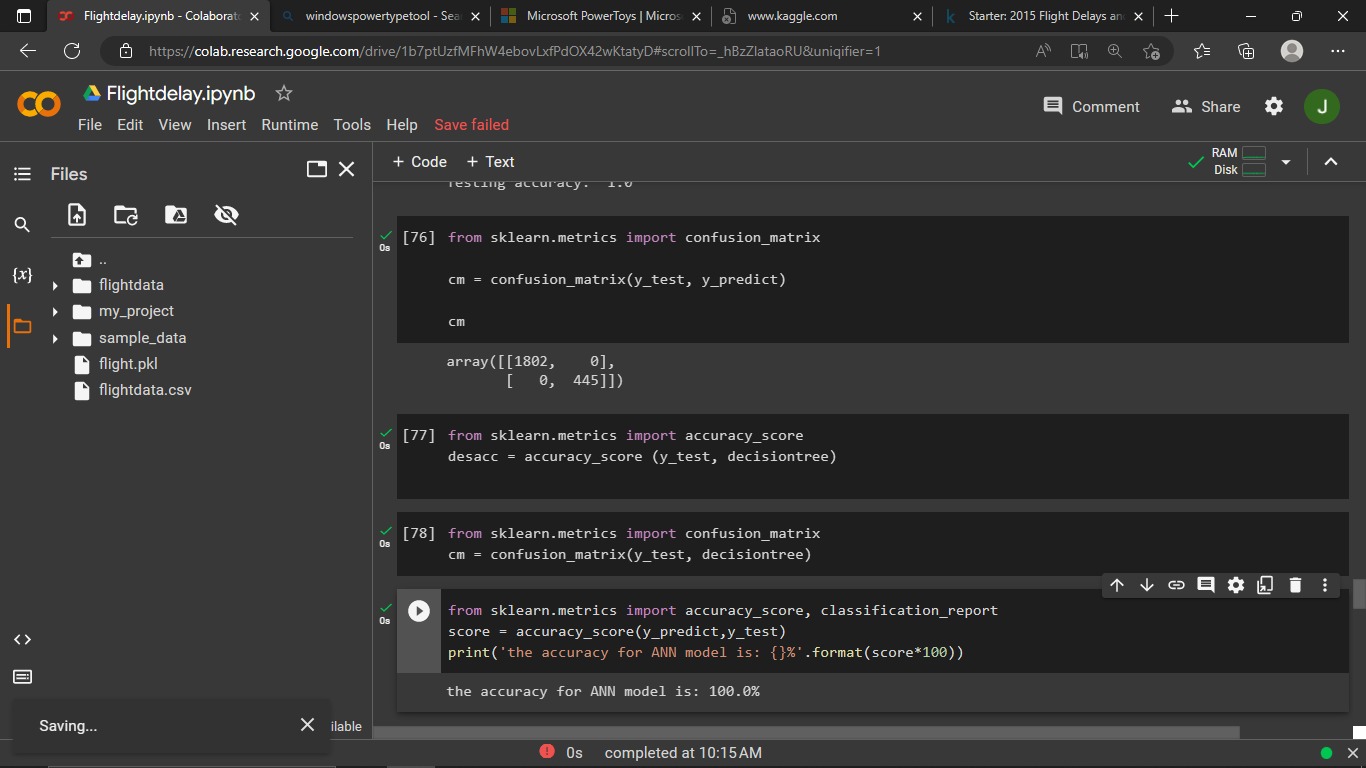 Flightdelay.ipynb - Colaborat
windowspowertypetool - Sea
Microsoft PowerToys | Micros
www.kaggle.com
Starter: 2015 Flight Delays an
https://colab.research.google.com/drive/1b7ptUzfMFhW4ebovLxfPdOX42wKtatyD#scrollTo=_hBzZlataoRU&uniqifier=1
Flightdelay.ipynb
Comment
Share
J
File Edit View Insert Runtime Tools Help Save failed
Files
+ Code + Text
RAM
Disk
Testing accuracy: 1.0
{x}
..
flightdata
my_project
sample_data
flight.pkl
flightdata.csv
0s
[76] from sklearn.metrics import confusion_matrix
cm = confusion_matrix(y_test, y_predict)
cm
array([[1802, 0],
[ 0, 445]])
0s
[77] from sklearn.metrics import accuracy_score
desacc = accuracy_score (y_test, decisiontree)
0s
[78] from sklearn.metrics import confusion_matrix
cm = confusion_matrix(y_test, decisiontree)
0s
from sklearn.metrics import accuracy_score, classification_report
score = accuracy_score(y_predict,y_test)
print('the accuracy for ANN model is: {}%'.format(score*100))
the accuracy for ANN model is: 100.0%
Saving...
ilable
0s completed at 10:15 AM